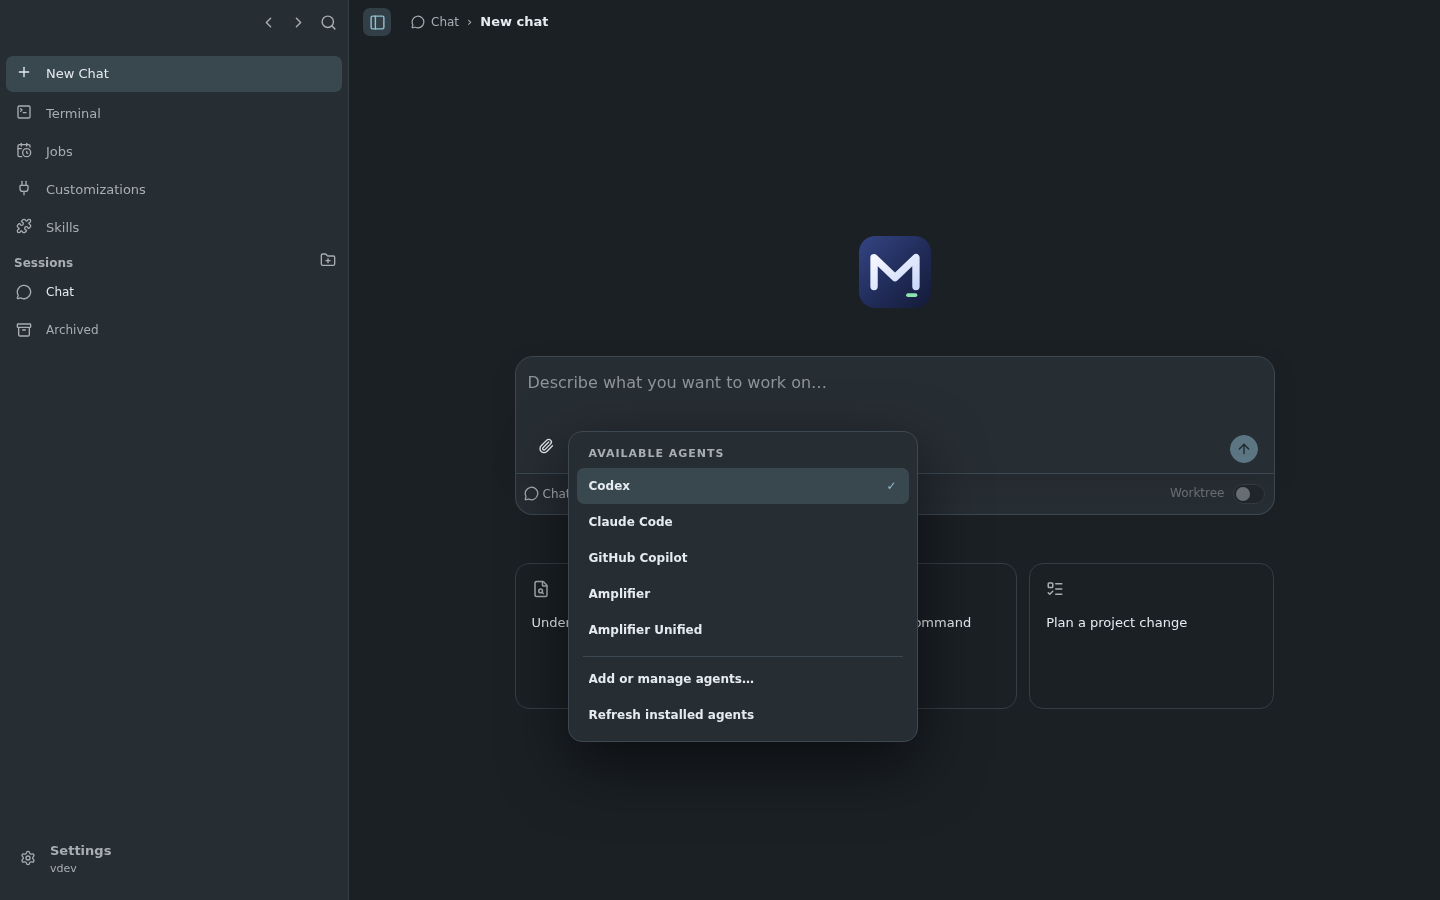 Chat › New chat
New Chat
Terminal
Jobs
Customizations
Skills
Sessions
Chat
Archived
Settings
vdev
Describe what you want to work on…
AVAILABLE AGENTS
Codex ✓
Claude Code
GitHub Copilot
Amplifier
Amplifier Unified
Add or manage agents…
Refresh installed agents
Chat
Worktree
Plan a project change